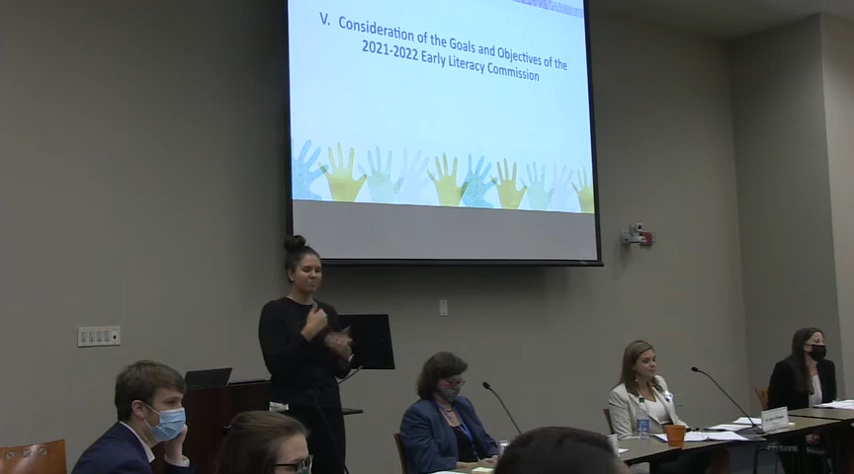 V. Consideration of the Goals and Objectives of the
2021-2022 Early Literacy Commission